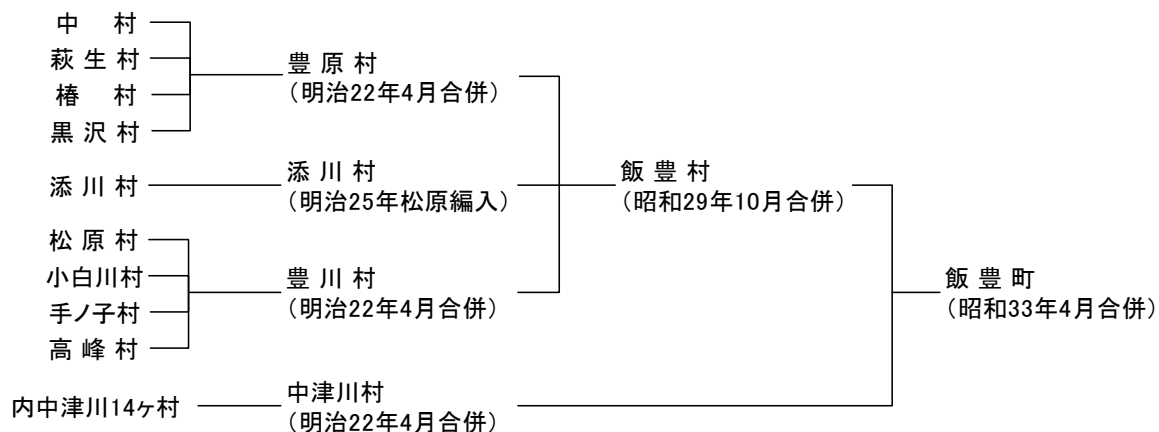 中 村
萩 生 村
椿 村
黒 沢 村
豊 原 村
（明治22年4月合併）
添 川 村
添 川 村
（明治25年松原編入）
松 原 村
小白川村
手ノ子村
高 峰 村
豊 川 村
（明治22年4月合併）
内中津川14ヶ村
中津川村
（明治22年4月合併）
飯 豊 村
（昭和29年10月合併）
飯 豊 町
（昭和33年4月合併）